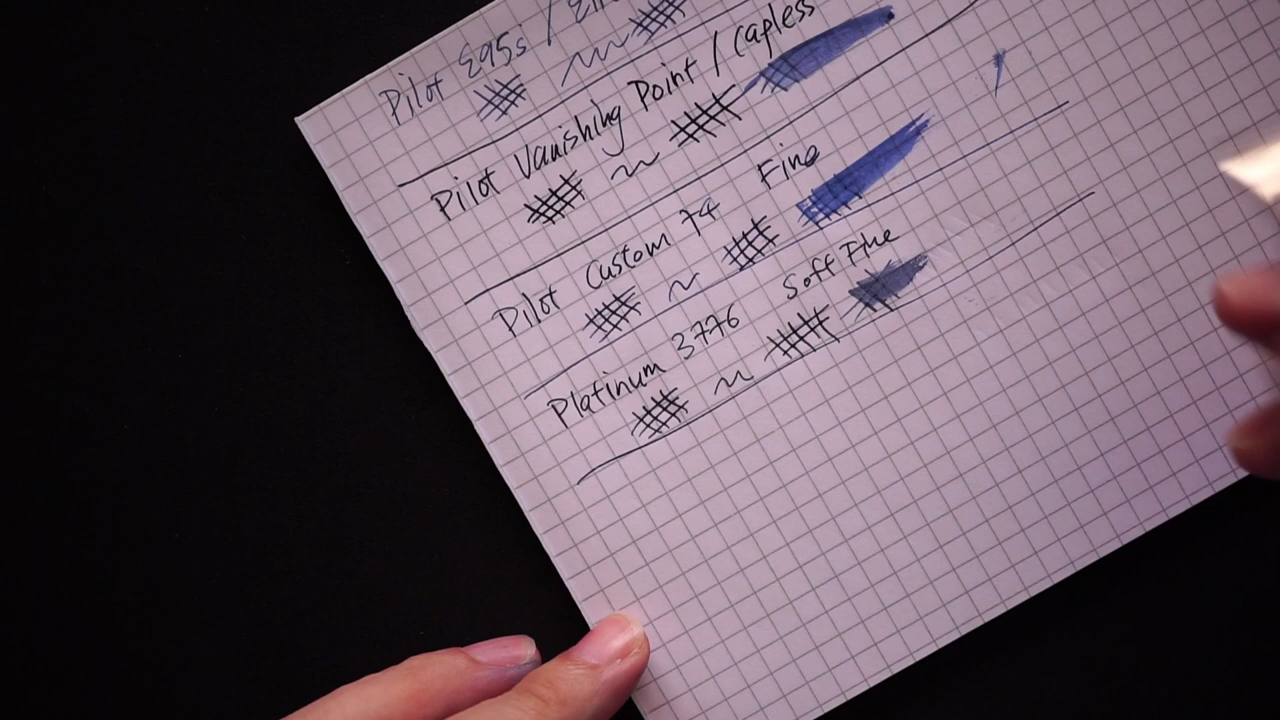 Pilot E95s /
Pilot Vanishing Point / Capless
Pilot Custom 74 Fine
Platinum 3776 Soft Fine